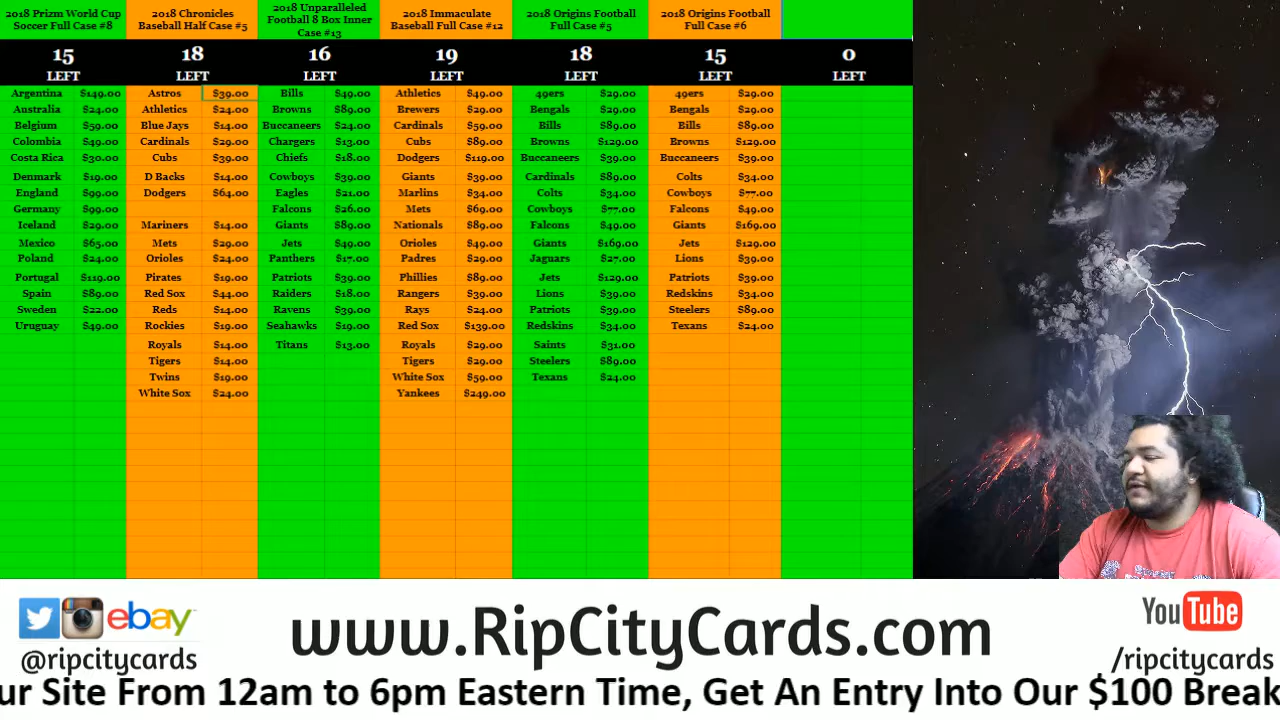 2018 Prizm World Cup
Soccer Full Case #8
15
LEFT
Argentina $149.00
Australia $24.00
Belgium $59.00
Colombia $49.00
Costa Rica $30.00
Denmark $19.00
England $99.00
Germany $99.00
Iceland $29.00
Mexico $65.00
Poland $24.00
Portugal $119.00
Spain $89.00
Sweden $22.00
Uruguay $49.00
2018 Chronicles
Baseball Half Case #5
18
LEFT
Astros $39.00
Athletics $24.00
Blue Jays $14.00
Cardinals $29.00
Cubs $39.00
D Backs $14.00
Dodgers $64.00
Mariners $14.00
Mets $29.00
Orioles $24.00
Pirates $19.00
Red Sox $44.00
Reds $14.00
Rockies $19.00
Royals $14.00
Tigers $14.00
Twins $19.00
White Sox $24.00
2018 Unparalleled
Football 8 Box Inner
Case #13
16
LEFT
Bills $49.00
Browns $89.00
Buccaneers $24.00
Chargers $13.00
Chiefs $18.00
Cowboys $39.00
Eagles $21.00
Falcons $26.00
Giants $89.00
Jets $49.00
Panthers $17.00
Patriots $39.00
Raiders $18.00
Ravens $39.00
Seahawks $19.00
Titans $13.00
2018 Immaculate
Baseball Full Case #12
19
LEFT
Athletics $49.00
Brewers $29.00
Cardinals $59.00
Cubs $89.00
Dodgers $119.00
Giants $39.00
Marlins $34.00
Mets $69.00
Nationals $89.00
Orioles $49.00
Padres $29.00
Phillies $89.00
Rangers $39.00
Rays $24.00
Red Sox $139.00
Royals $29.00
Tigers $29.00
White Sox $59.00
Yankees $249.00
2018 Origins Football
Full Case #5
18
LEFT
49ers $29.00
Bengals $29.00
Bills $89.00
Browns $129.00
Buccaneers $39.00
Cardinals $89.00
Colts $34.00
Cowboys $77.00
Falcons $49.00
Giants $169.00
Jaguars $27.00
Jets $129.00
Lions $39.00
Patriots $39.00
Redskins $34.00
Saints $31.00
Steelers $89.00
Texans $24.00
2018 Origins Football
Full Case #6
15
LEFT
49ers $29.00
Bengals $29.00
Bills $89.00
Browns $129.00
Buccaneers $39.00
Colts $34.00
Cowboys $77.00
Falcons $49.00
Giants $169.00
Jets $129.00
Lions $39.00
Patriots $39.00
Redskins $34.00
Steelers $89.00
Texans $24.00
0
LEFT
ebay
@ripcitycards
www.RipCityCards.com
YouTube
/ripcitycards
ur Site From 12am to 6pm Eastern Time, Get An Entry Into Our $100 Break